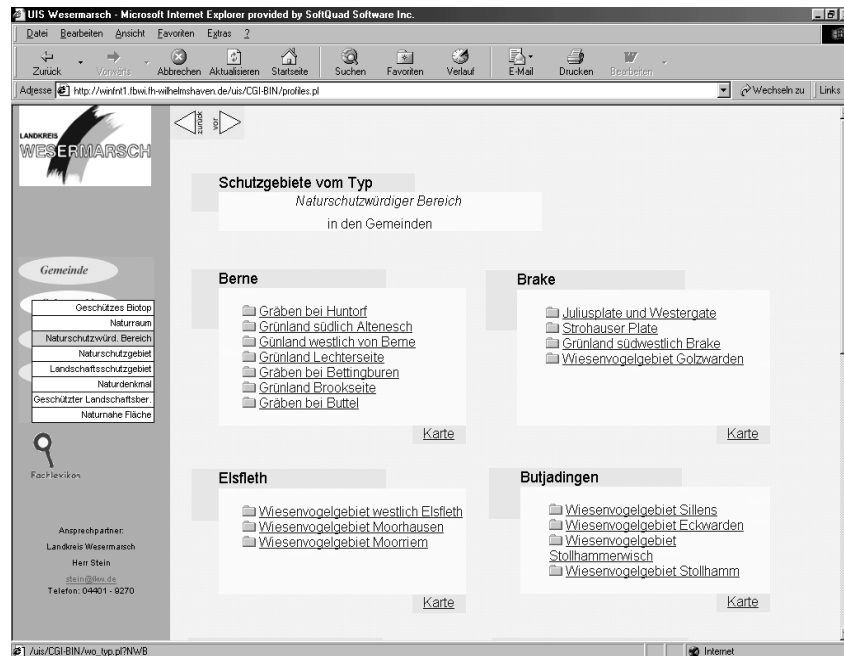 UIS Wesermarsch - Microsoft Internet Explorer provided by SoftQuad Software Inc.
Datei Bearbeiten Ansicht Favoriten Extras ?
Zurück Vorwärts Abbrechen Aktualisieren Startseite Suchen Favoriten Verlauf E-Mail Drucken Bearbeiten
Adresse http://winfnt1.fbwi.fh-wilhelmshaven.de/uis/CGI-BIN/profiles.pl Wechseln zu Links
LANDKREIS
WESERMARSCH
zurück
vor
Schutzgebiete vom Typ
Naturschutzwürdiger Bereich
in den Gemeinden
Gemeinde
Geschützes Biotop
Naturraum
Naturschutzwürd. Bereich
Naturschutzgebiet
Landschaftsschutzgebiet
Naturdenkmal
Geschützter Landschaftsber.
Naturnahe Fläche
Fachlexikon
Ansprechpartner:
Landkreis Wesermarsch
Herr Stein
stein@lkw.de
Telefon: 04401 - 9270
Berne
Gräben bei Huntorf
Grünland südlich Altenesch
Günland westlich von Berne
Grünland Lechterseite
Gräben bei Bettingburen
Grünland Brookseite
Gräben bei Buttel
Karte
Brake
Juliusplate und Westergate
Strohauser Plate
Grünland südwestlich Brake
Wiesenvogelgebiet Golzwarden
Karte
Elsfleth
Wiesenvogelgebiet westlich Elsfleth
Wiesenvogelgebiet Moorhausen
Wiesenvogelgebiet Moorriem
Karte
Butjadingen
Wiesenvogelgebiet Sillens
Wiesenvogelgebiet Eckwarden
Wiesenvogelgebiet
Stollhammerwisch
Wiesenvogelgebiet Stollhamm
Karte
/uis/CGI-BIN/wo_typ.pl?NWB Internet